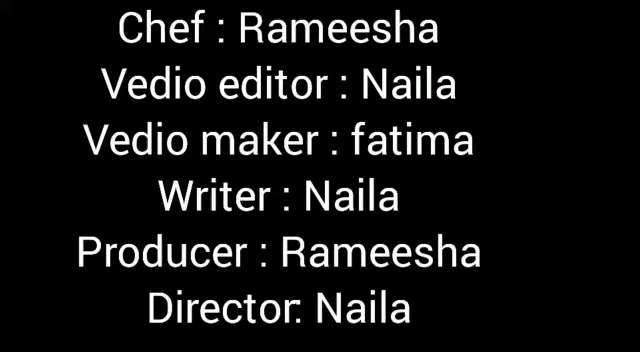 Chef : Rameesha
Vedio editor : Naila
Vedio maker : fatima
Writer : Naila
Producer : Rameesha
Director: Naila